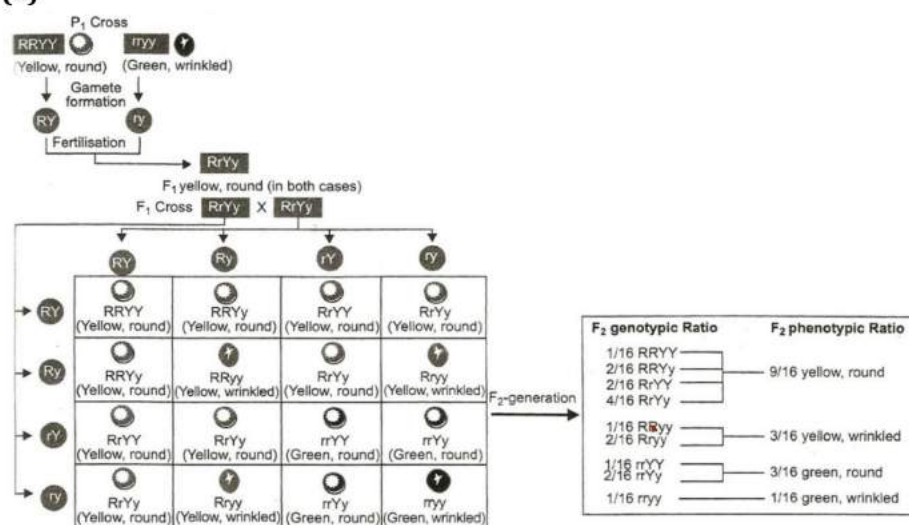 P₁ Cross
RRYY rryy
(Yellow, round) (Green, wrinkled)
Gamete
formation
RY ry
Fertilisation
RrYy
F₁ yellow, round (in both cases)
F₁ Cross RrYy X RrYy
RY Ry rY ry
RY
RRYY RRYy RrYY RrYy
(Yellow, round) (Yellow, round) (Yellow, round) (Yellow, round)
Ry
RRYy RRyy RrYy Rryy
(Yellow, round) (Yellow, wrinkled) (Yellow, round) (Yellow, wrinkled)
rY
RrYY RrYy rrYY rrYy
(Yellow, round) (Yellow, round) (Green, round) (Green, round)
ry
RrYy Rryy rrYy rryy
(Yellow, round) (Yellow, wrinkled) (Green, round) (Green, wrinkled)
F₂-generation
F₂ genotypic Ratio F₂ phenotypic Ratio
1/16 RRYY
2/16 RRYy
2/16 RrYY
4/16 RrYy
9/16 yellow, round
1/16 RRyy
2/16 Rryy
3/16 yellow, wrinkled
1/16 rrYY
2/16 rrYy
3/16 green, round
1/16 rryy 1/16 green, wrinkled